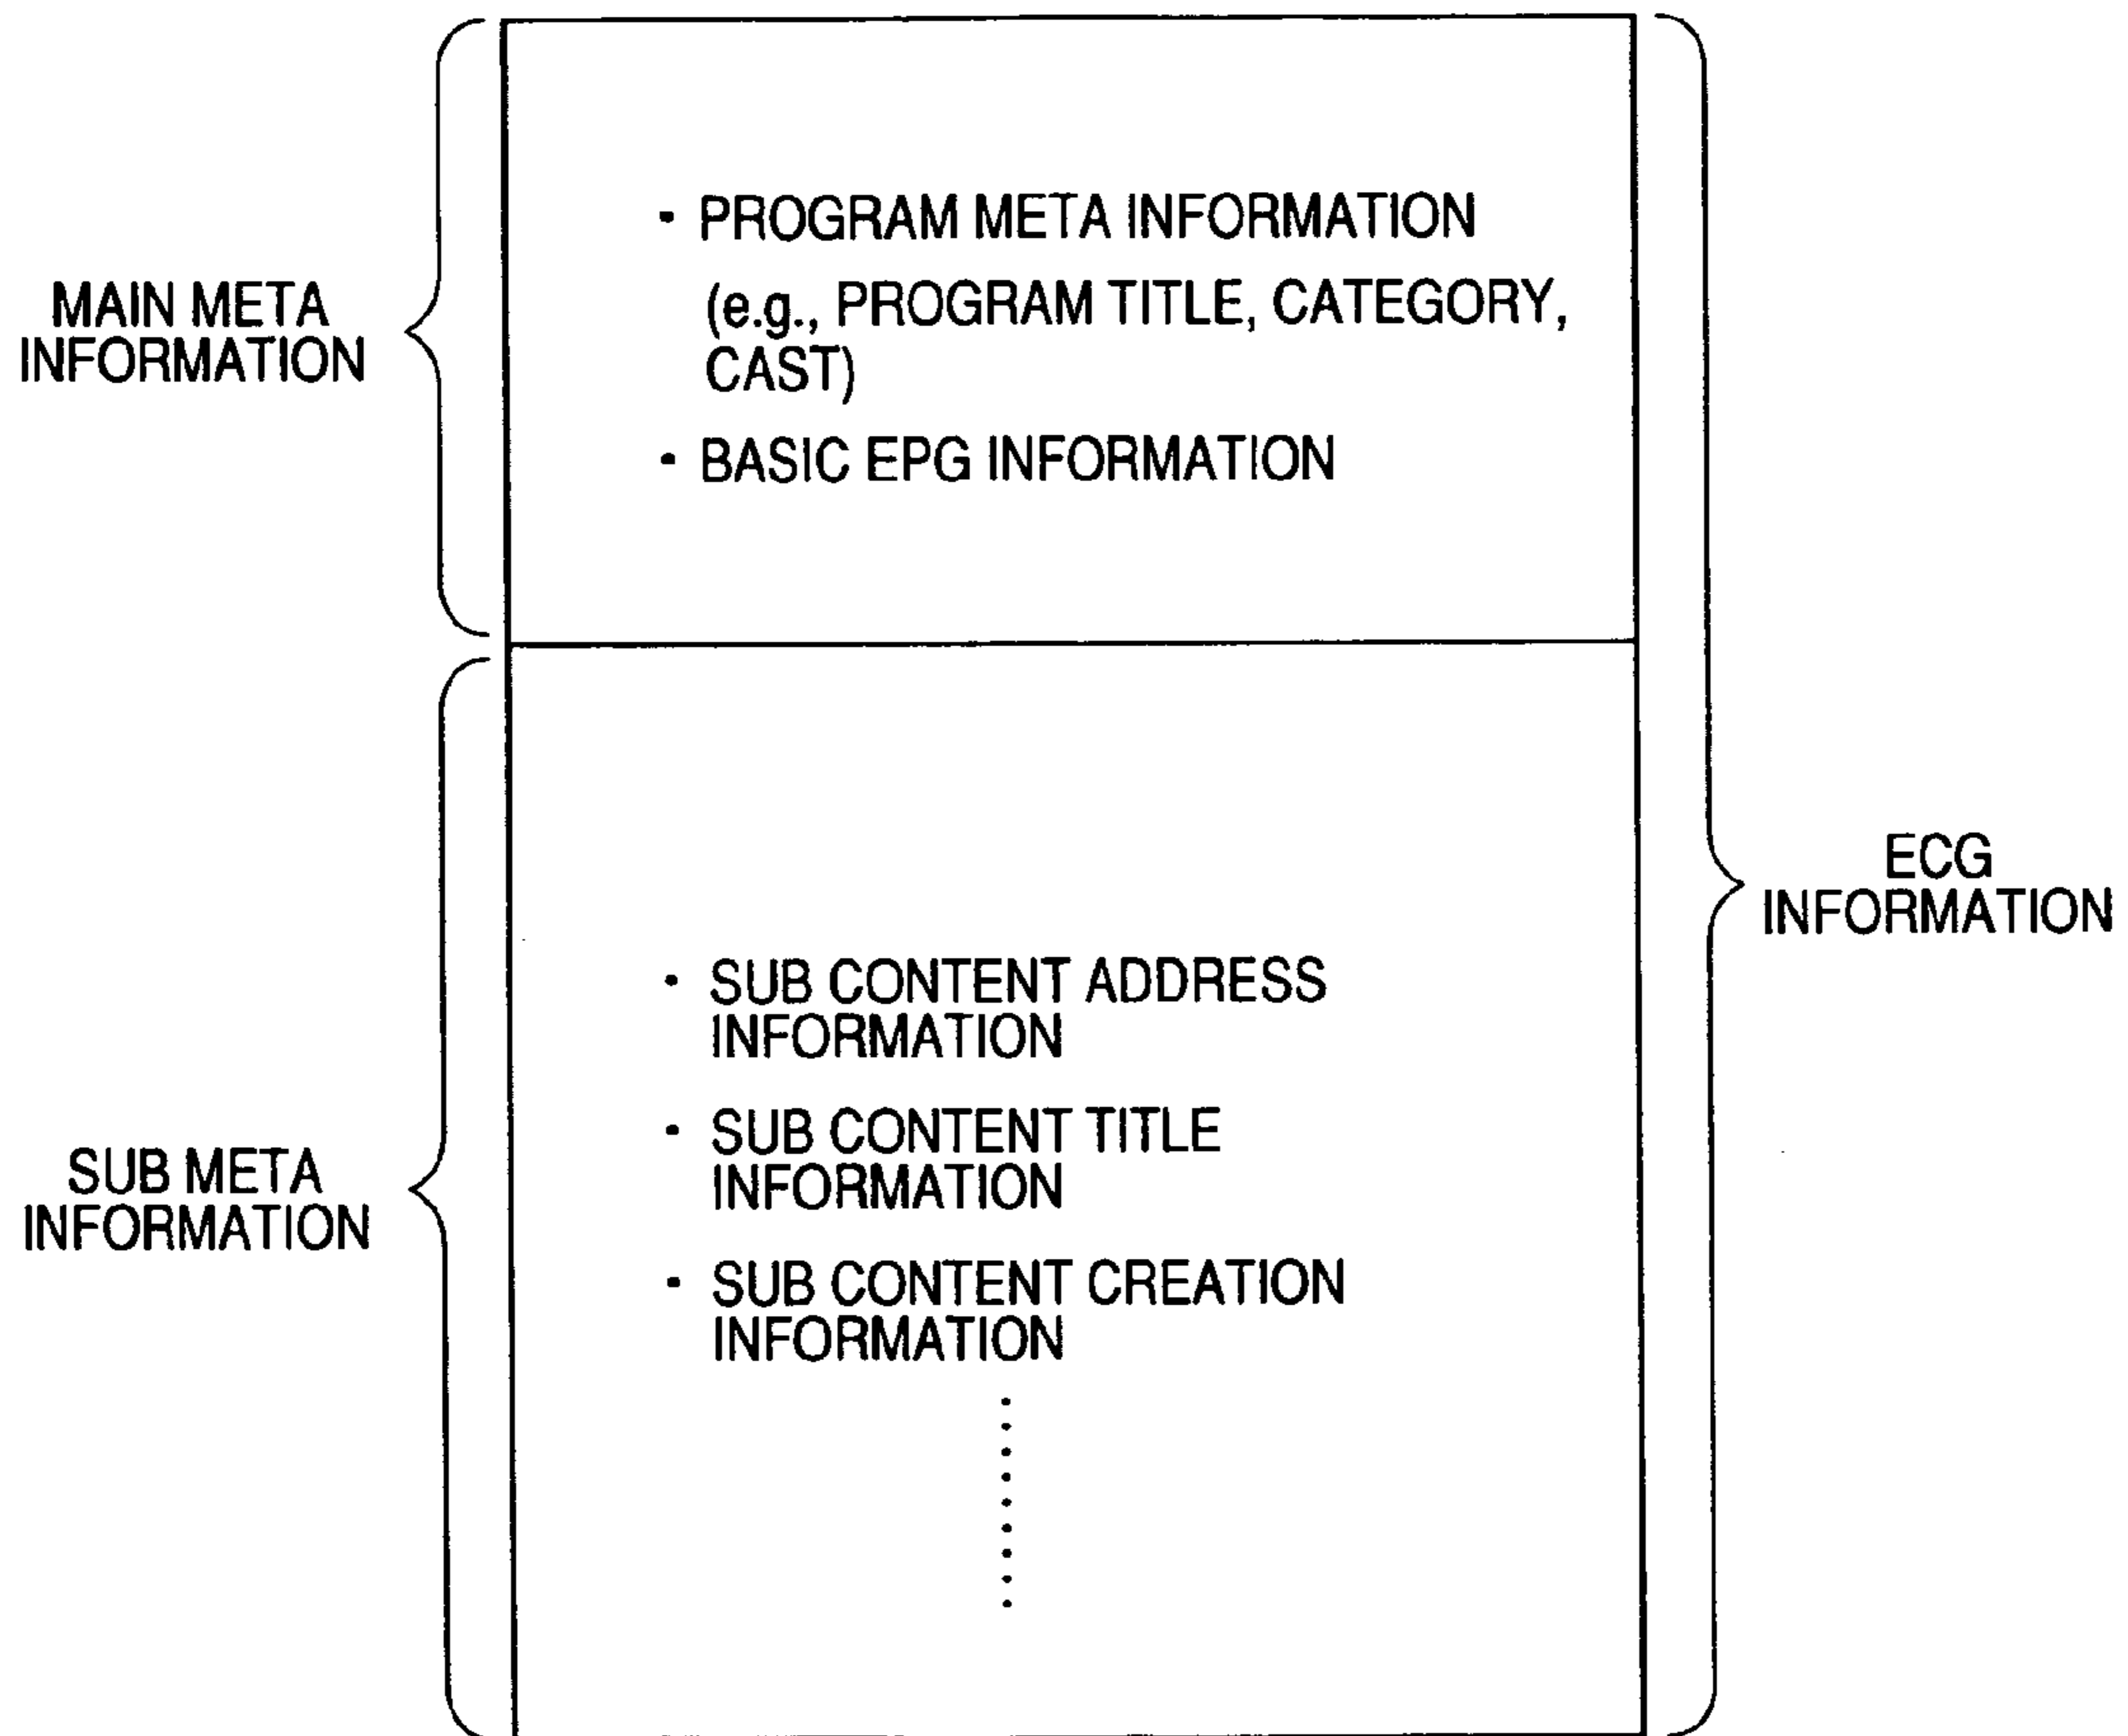 MAIN META
INFORMATION
• PROGRAM META INFORMATION
(e.g., PROGRAM TITLE, CATEGORY,
CAST)
• BASIC EPG INFORMATION
SUB META
INFORMATION
• SUB CONTENT ADDRESS
INFORMATION
• SUB CONTENT TITLE
INFORMATION
• SUB CONTENT CREATION
INFORMATION
ECG
INFORMATION